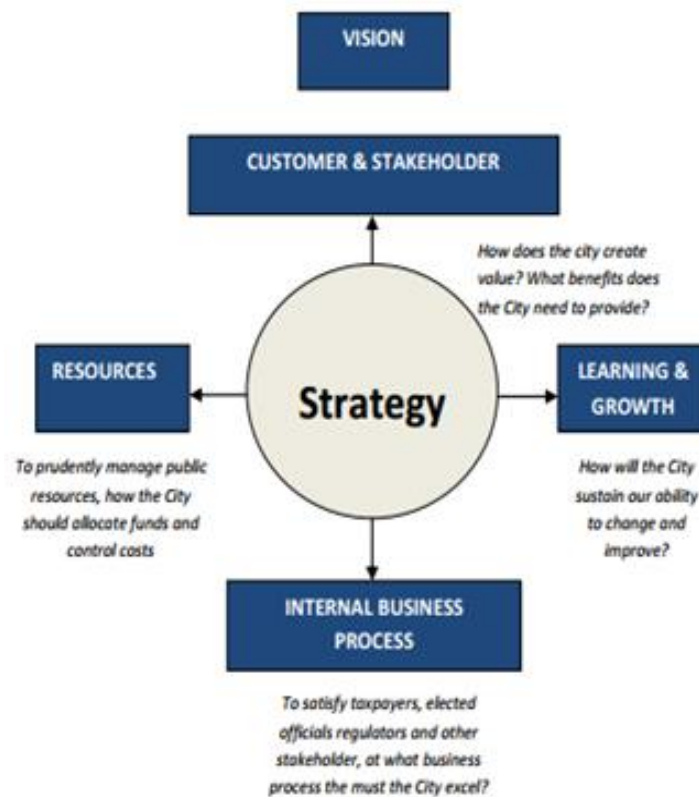 VISION
CUSTOMER & STAKEHOLDER
How does the city create
value? What benefits does
the City need to provide?
RESOURCES
Strategy
LEARNING &
GROWTH
To prudently manage public
resources, how the City
should allocate funds and
control costs
How will the City
sustain our ability
to change and
improve?
INTERNAL BUSINESS
PROCESS
To satisfy taxpayers, elected
officials regulators and other
stakeholder, at what business
process the must the City excel?